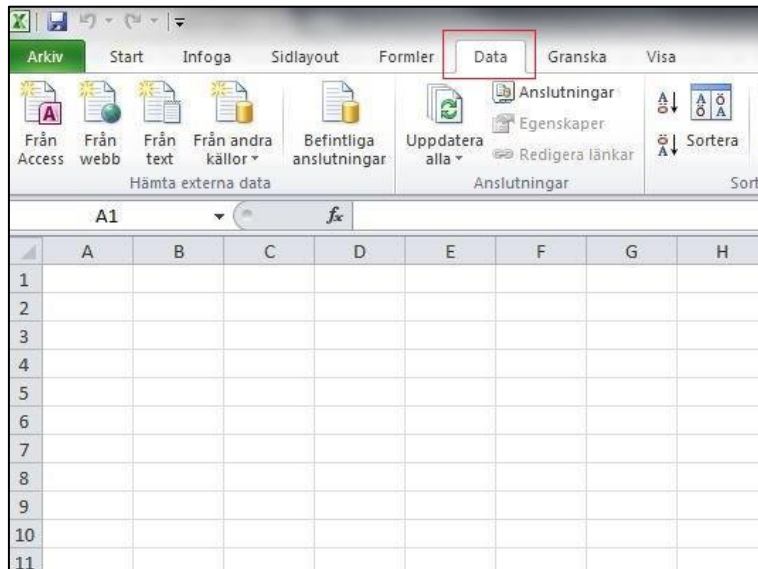 Arkiv Start Infoga Sidlayout Formler Data Granska Visa
Från Access
Från webb
Från text
Från andra källor
Befintliga anslutningar
Hämta externa data
Uppdatera alla
Anslutningar
Egenskaper
Redigera länkar
Anslutningar
A Ö
Ö A
A Ö
Ö A
Sortera
Sort
A1 fx
A B C D E F G H
1
2
3
4
5
6
7
8
9
10
11